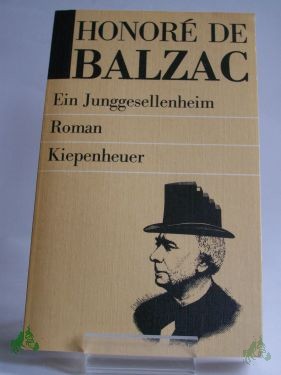 HONORÉ DE
BALZAC
Ein Junggesellenheim
Roman
Kiepenheuer